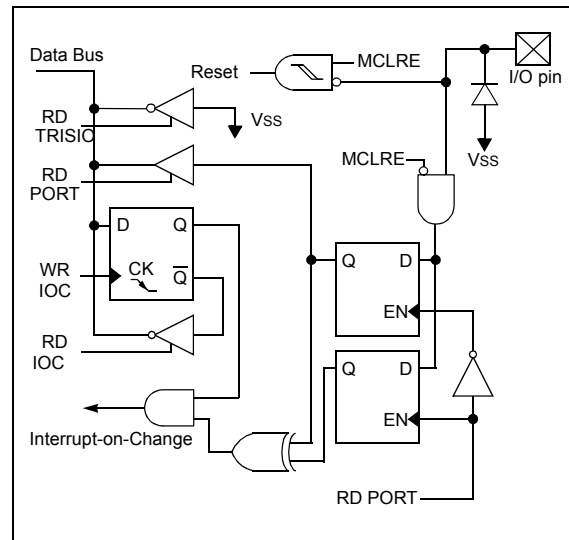 Data Bus
Reset
MCLRE
I/O pin
RD
TRISIO
VSS
VSS
RD
PORT
MCLRE
D
Q
Q
CK
WR
IOC
RD
IOC
Q
D
EN
Q
D
EN
Interrupt-on-Change
RD PORT